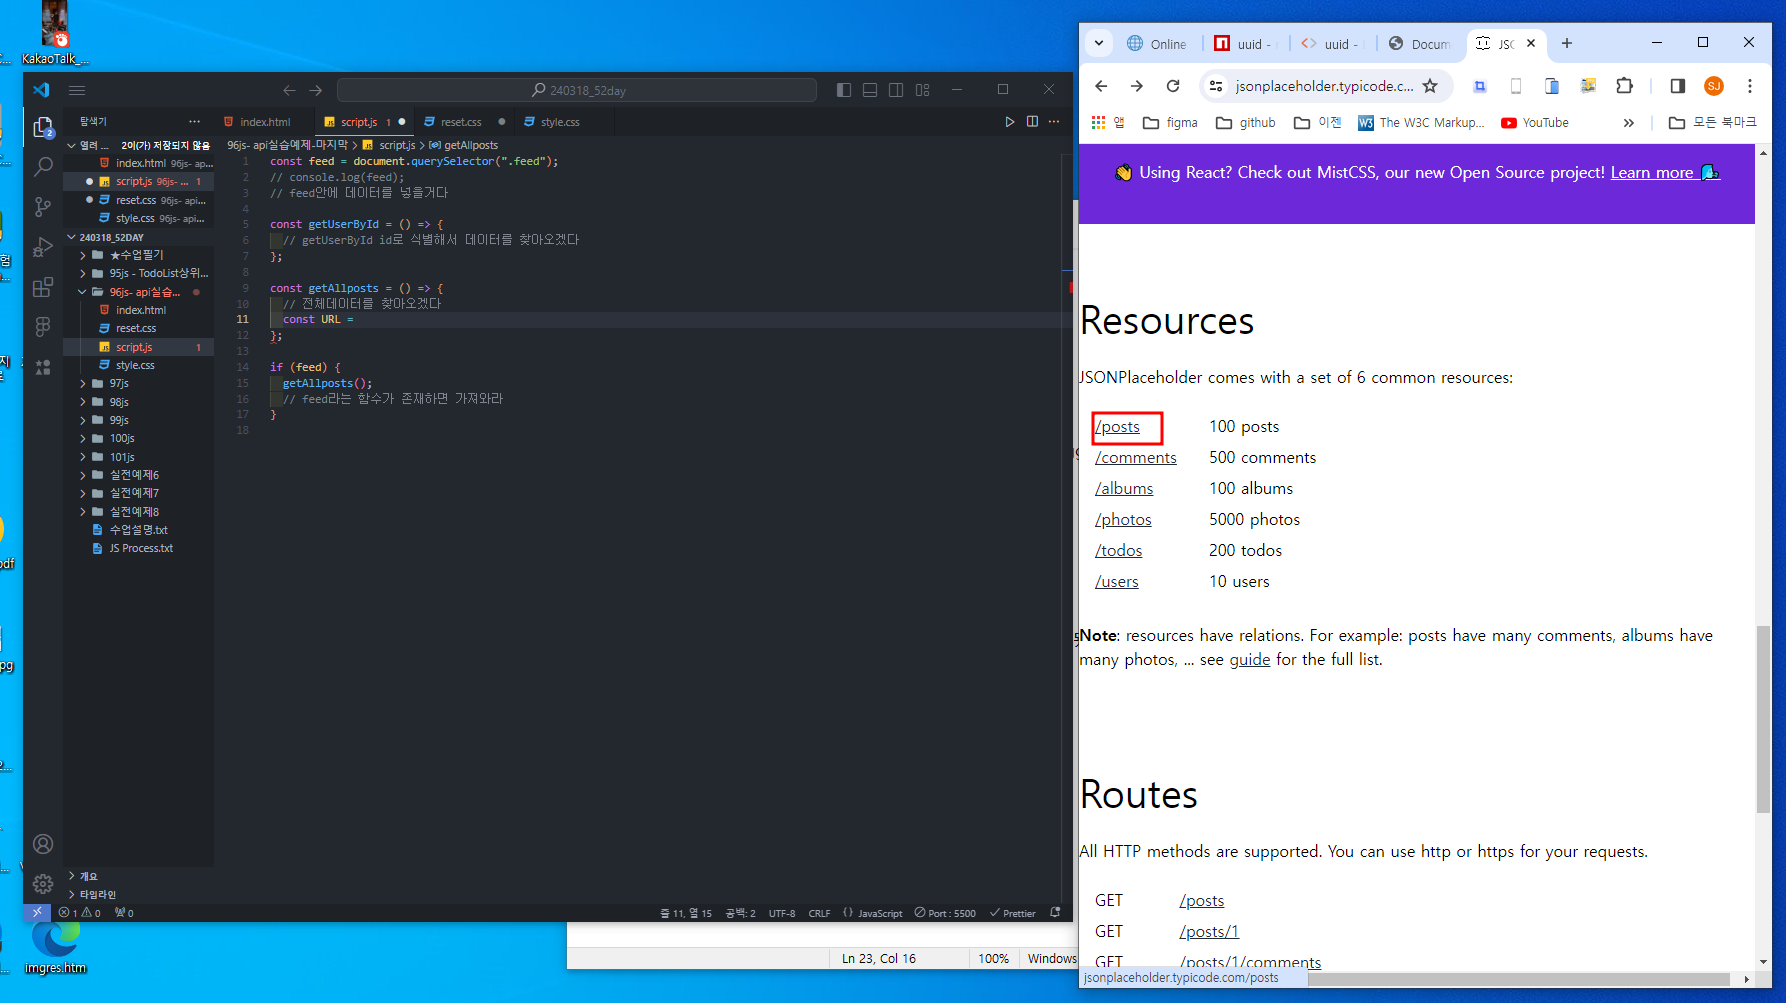 KakaoTalk_...
240318_52day
탐색기
index.html
script.js 1
reset.css
style.css
열려 ... 2이(가) 저장되지 않음
index.html 96js- ap...
script.js 96js- ... 1
reset.css 96js- api...
style.css 96js- api...
240318_52DAY
★수업필기
95js - TodoList상위...
96js- api실습...
index.html
reset.css
script.js 1
style.css
97js
98js
99js
100js
101js
실전예제6
실전예제7
실전예제8
수업설명.txt
JS Process.txt
개요
타임라인
96js- api실습예제-마지막 > script.js > getAllposts
1 const feed = document.querySelector(".feed");
2 // console.log(feed);
3 // feed안에 데이터를 넣을거다
4
5 const getUserById = () => {
6 // getUserById id로 식별해서 데이터를 찾아오겠다
7 };
8
9 const getAllposts = () => {
10 // 전체데이터를 찾아오겠다
11 const URL =
12 };
13
14 if (feed) {
15 getAllposts();
16 // feed라는 함수가 존재하면 가져와라
17 }
18
1 0 0
줄 11, 열 15 공백: 2 UTF-8 CRLF {} JavaScript Port : 5500 Prettier
imgres.htm
Ln 23, Col 16 100% Windows
Online
uuid -
uuid -
Docum
JSC
jsonplaceholder.typicode.c...
SJ
앱 figma github 이젠 The W3C Markup... YouTube » 모든 북마크
👋 Using React? Check out MistCSS, our new Open Source project! Learn more
Resources
JSONPlaceholder comes with a set of 6 common resources:
/posts 100 posts
/comments 500 comments
/albums 100 albums
/photos 5000 photos
/todos 200 todos
/users 10 users
Note: resources have relations. For example: posts have many comments, albums have
many photos, ... see guide for the full list.
Routes
All HTTP methods are supported. You can use http or https for your requests.
GET /posts
GET /posts/1
GET /posts/1/comments
jsonplaceholder.typicode.com/posts